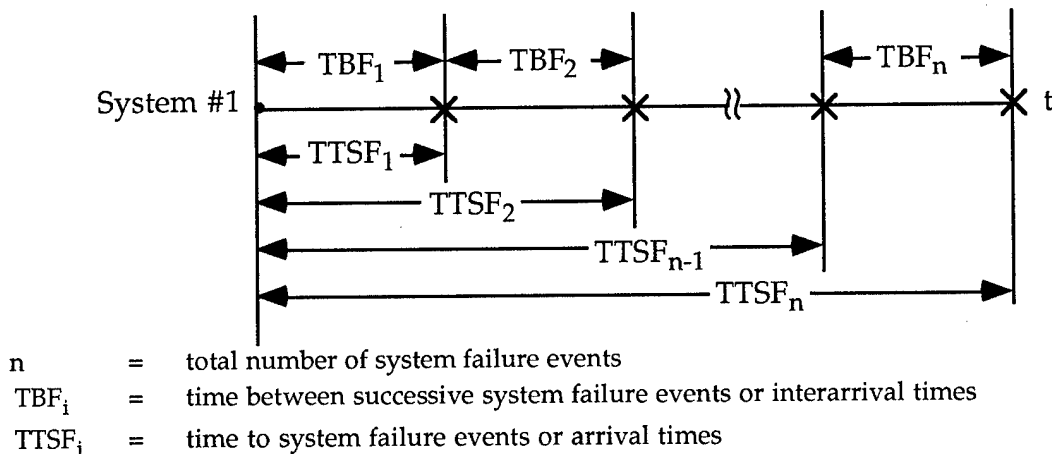 TBF₁ TBF₂ TBFₙ
System #1 t
TTSF₁
TTSF₂
TTSFₙ₋₁
TTSFₙ
n = total number of system failure events
TBFᵢ = time between successive system failure events or interarrival times
TTSFᵢ = time to system failure events or arrival times